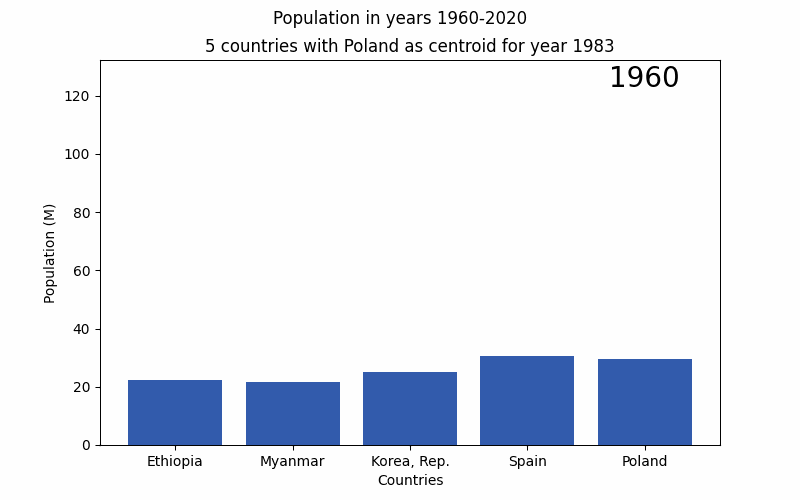 Population in years 1960-2020
5 countries with Poland as centroid for year 1983
1960
120
100
80
60
40
20
0
Population (M)
Ethiopia Myanmar Korea, Rep. Spain Poland
Countries